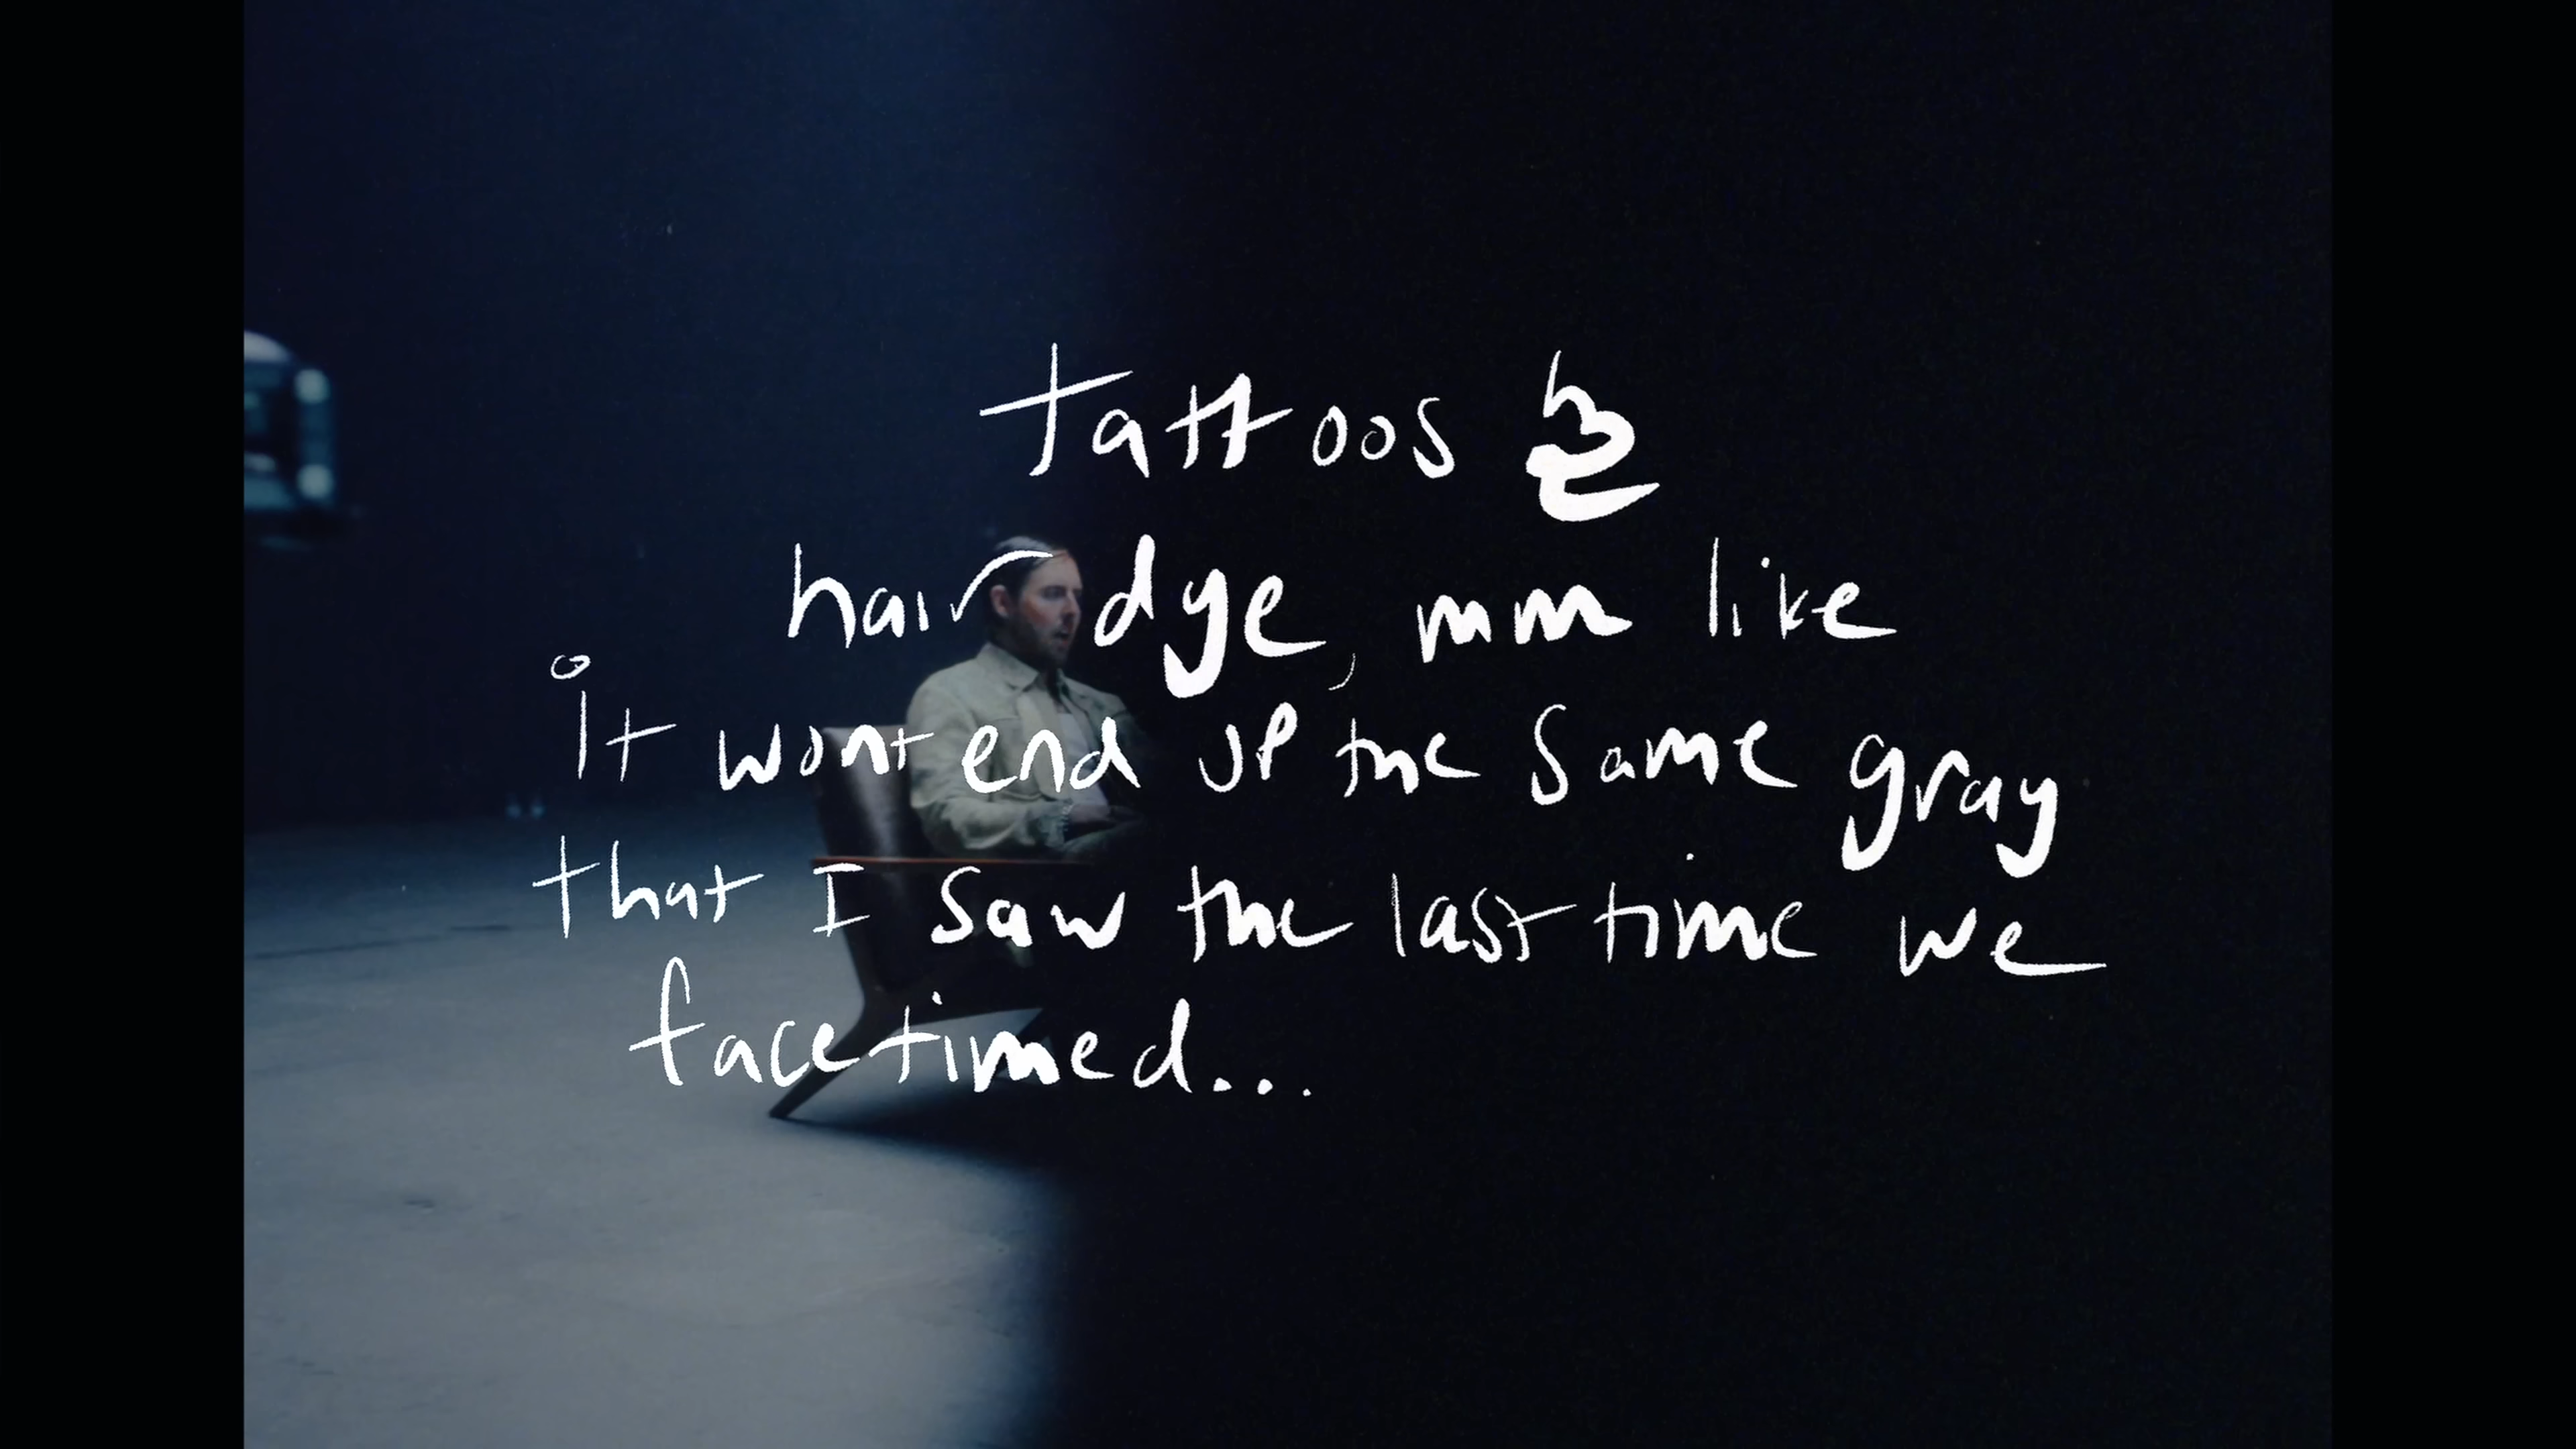 tattoos &
hair dye, mm like
it wont end up the same gray
that I saw the last time we
facetimed...